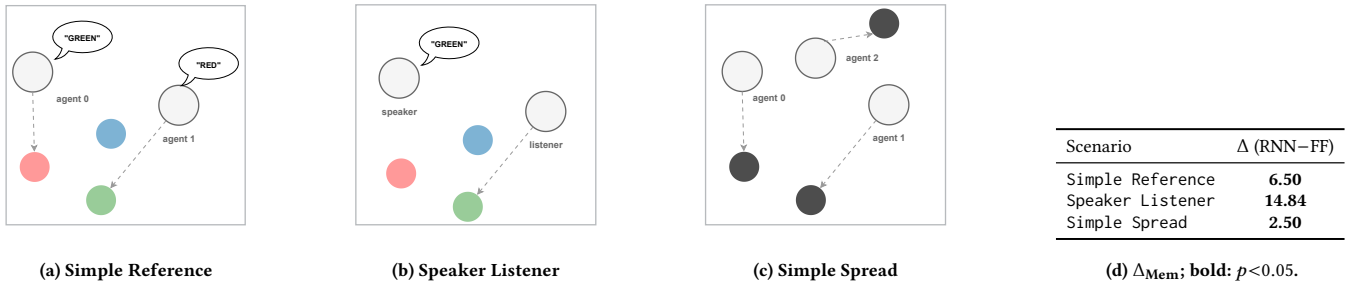 "GREEN"
"RED"
agent 0
agent 1
(a) Simple Reference
"GREEN"
speaker
listener
(b) Speaker Listener
agent 2
agent 0
agent 1
(c) Simple Spread
Scenario Δ (RNN−FF)
Simple Reference 6.50
Speaker Listener 14.84
Simple Spread 2.50
(d) Δ_Mem; bold: p<0.05.